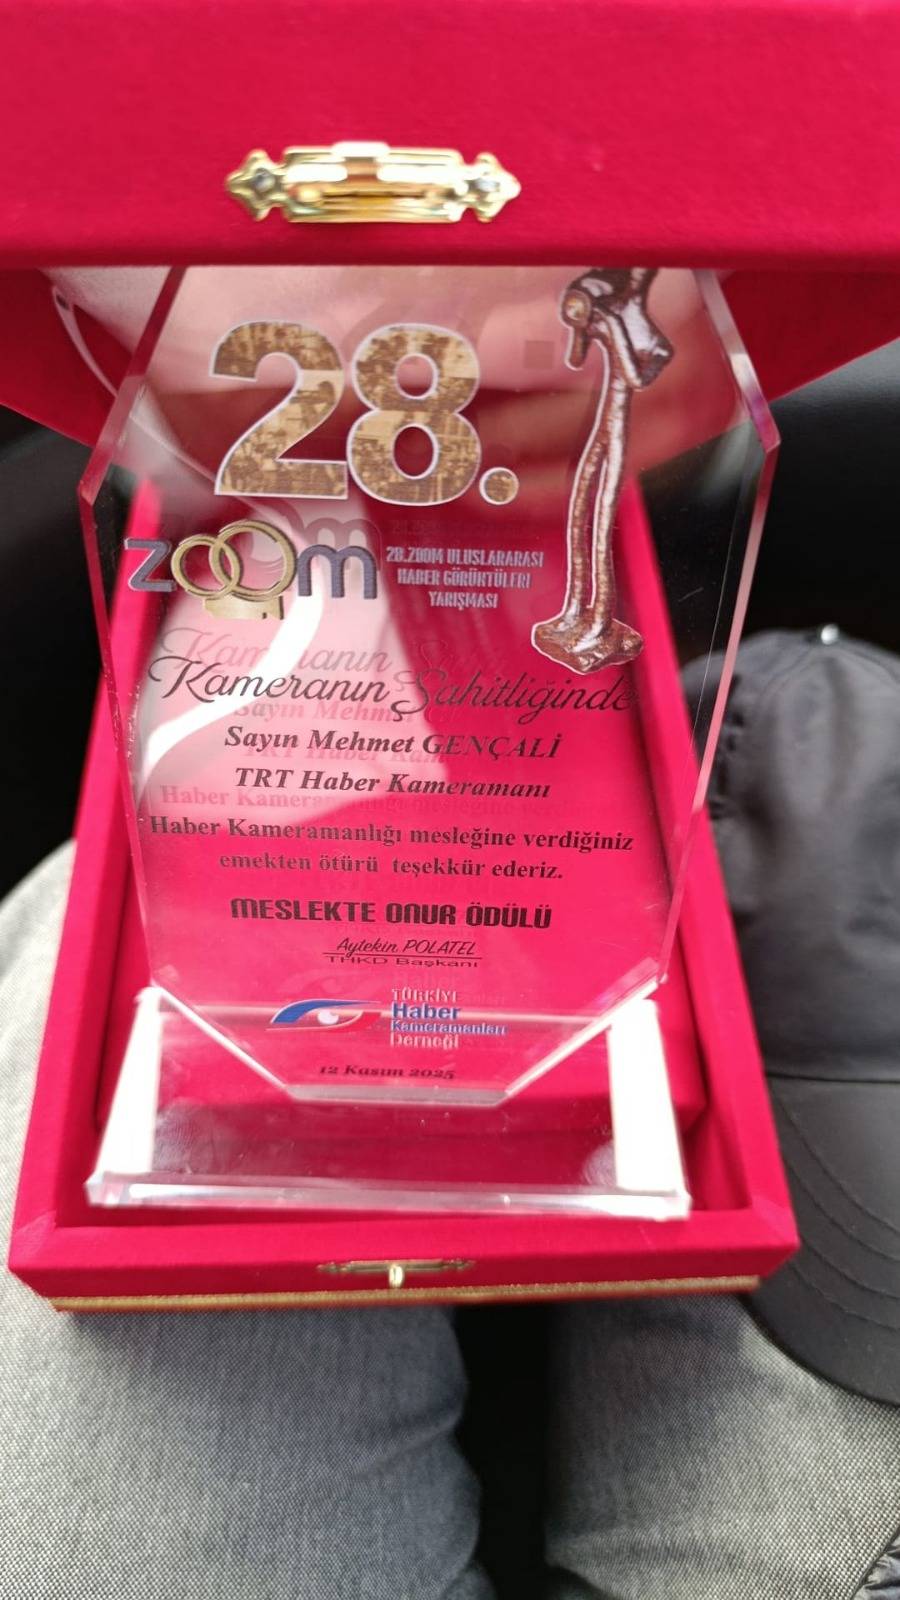 28.
zoom
28.ZOOM ULUSLARARASI
HABER GÖRÜNTÜLERİ
YARIŞMASI
Kameranın Şahitliğinde
Sayın Mehmet GENÇALİ
TRT Haber Kameramanı
Haber Kameramanlığı mesleğine verdiğiniz
emekten ötürü teşekkür ederiz.
MESLEKTE ONUR ÖDÜLÜ
Aytekin POLATEL
THKD Başkanı
TÜRKİYE
Haber
Kameramanları
Derneği
12 Kasım 2025